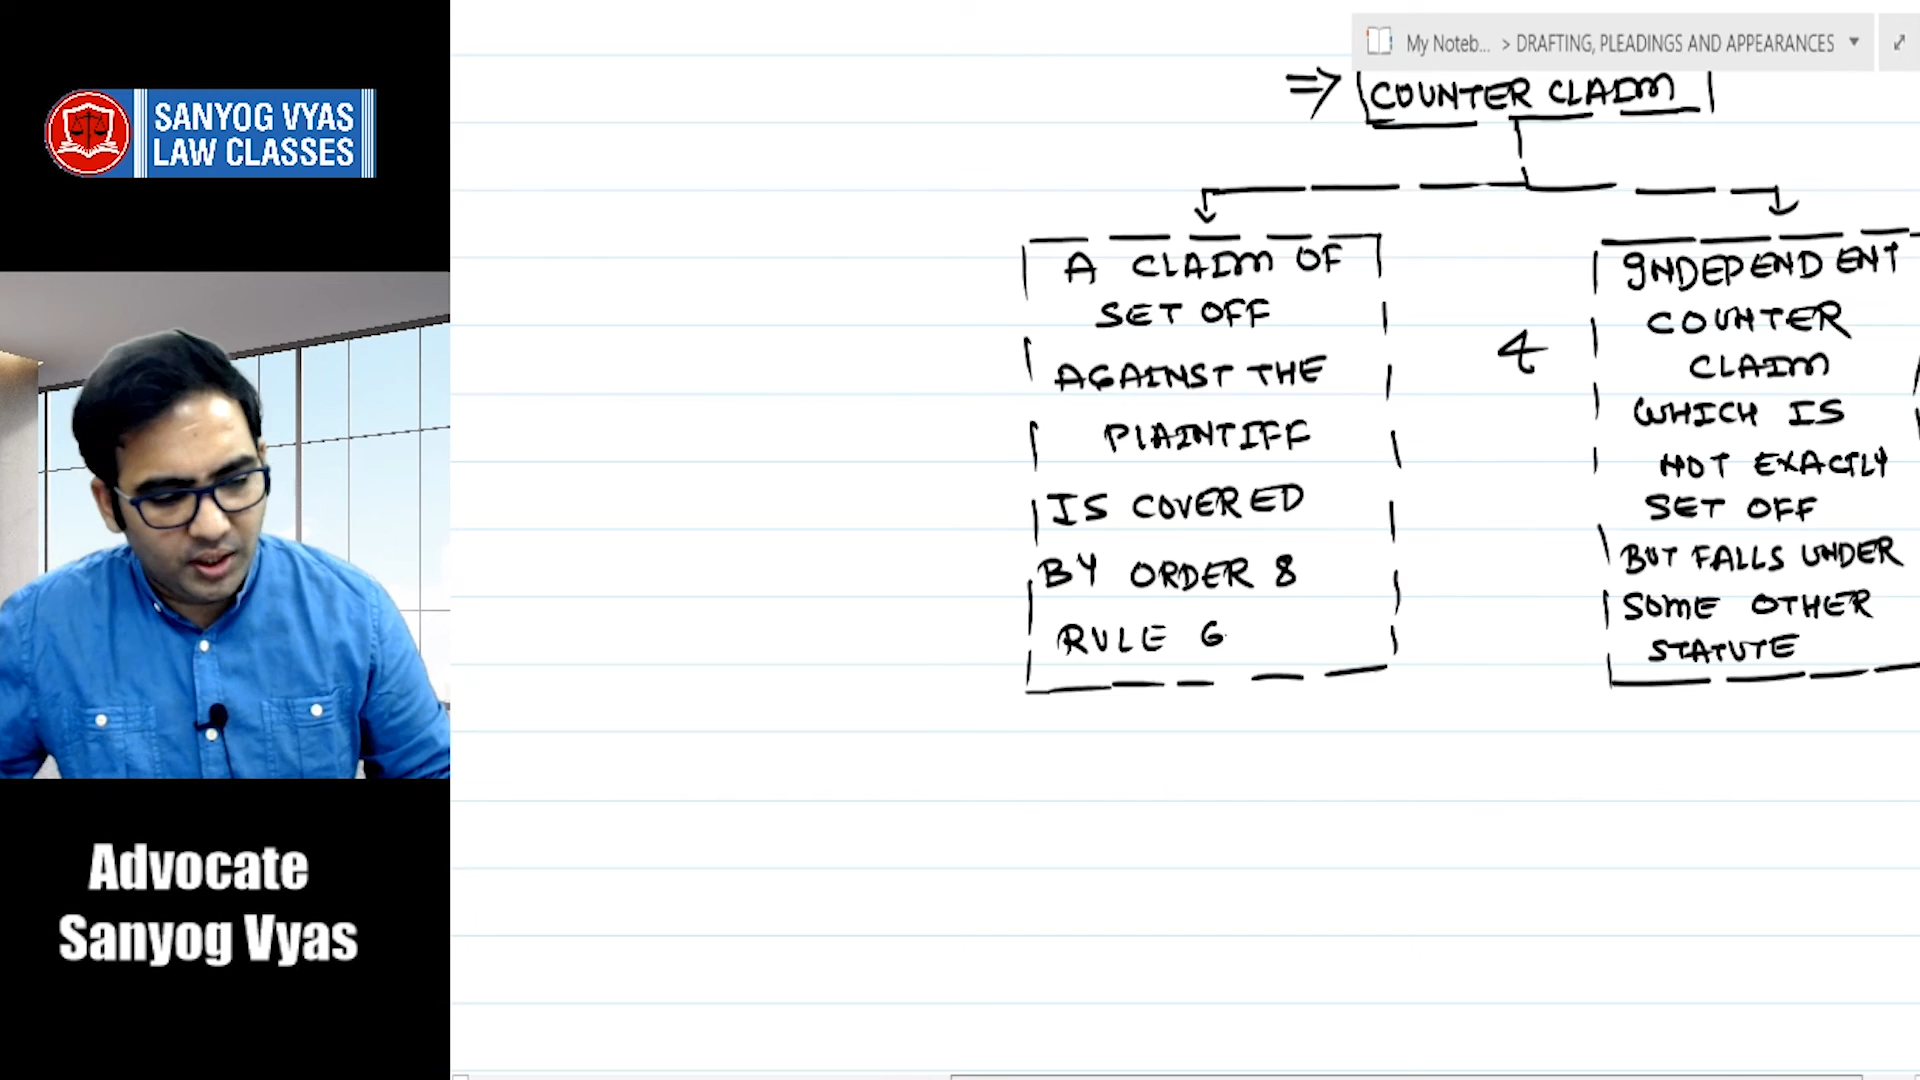 SANYOG VYAS
LAW CLASSES
Advocate
Sanyog Vyas
My Noteb... > DRAFTING, PLEADINGS AND APPEARANCES
⇒ COUNTER CLAIM
A CLAIM OF
SET OFF
AGAINST THE
PLAINTIFF
IS COVERED
BY ORDER 8
RULE 6
&
INDEPENDENT
COUNTER
CLAIM
WHICH IS
NOT EXACTLY
SET OFF
BUT FALLS UNDER
SOME OTHER
STATUTE